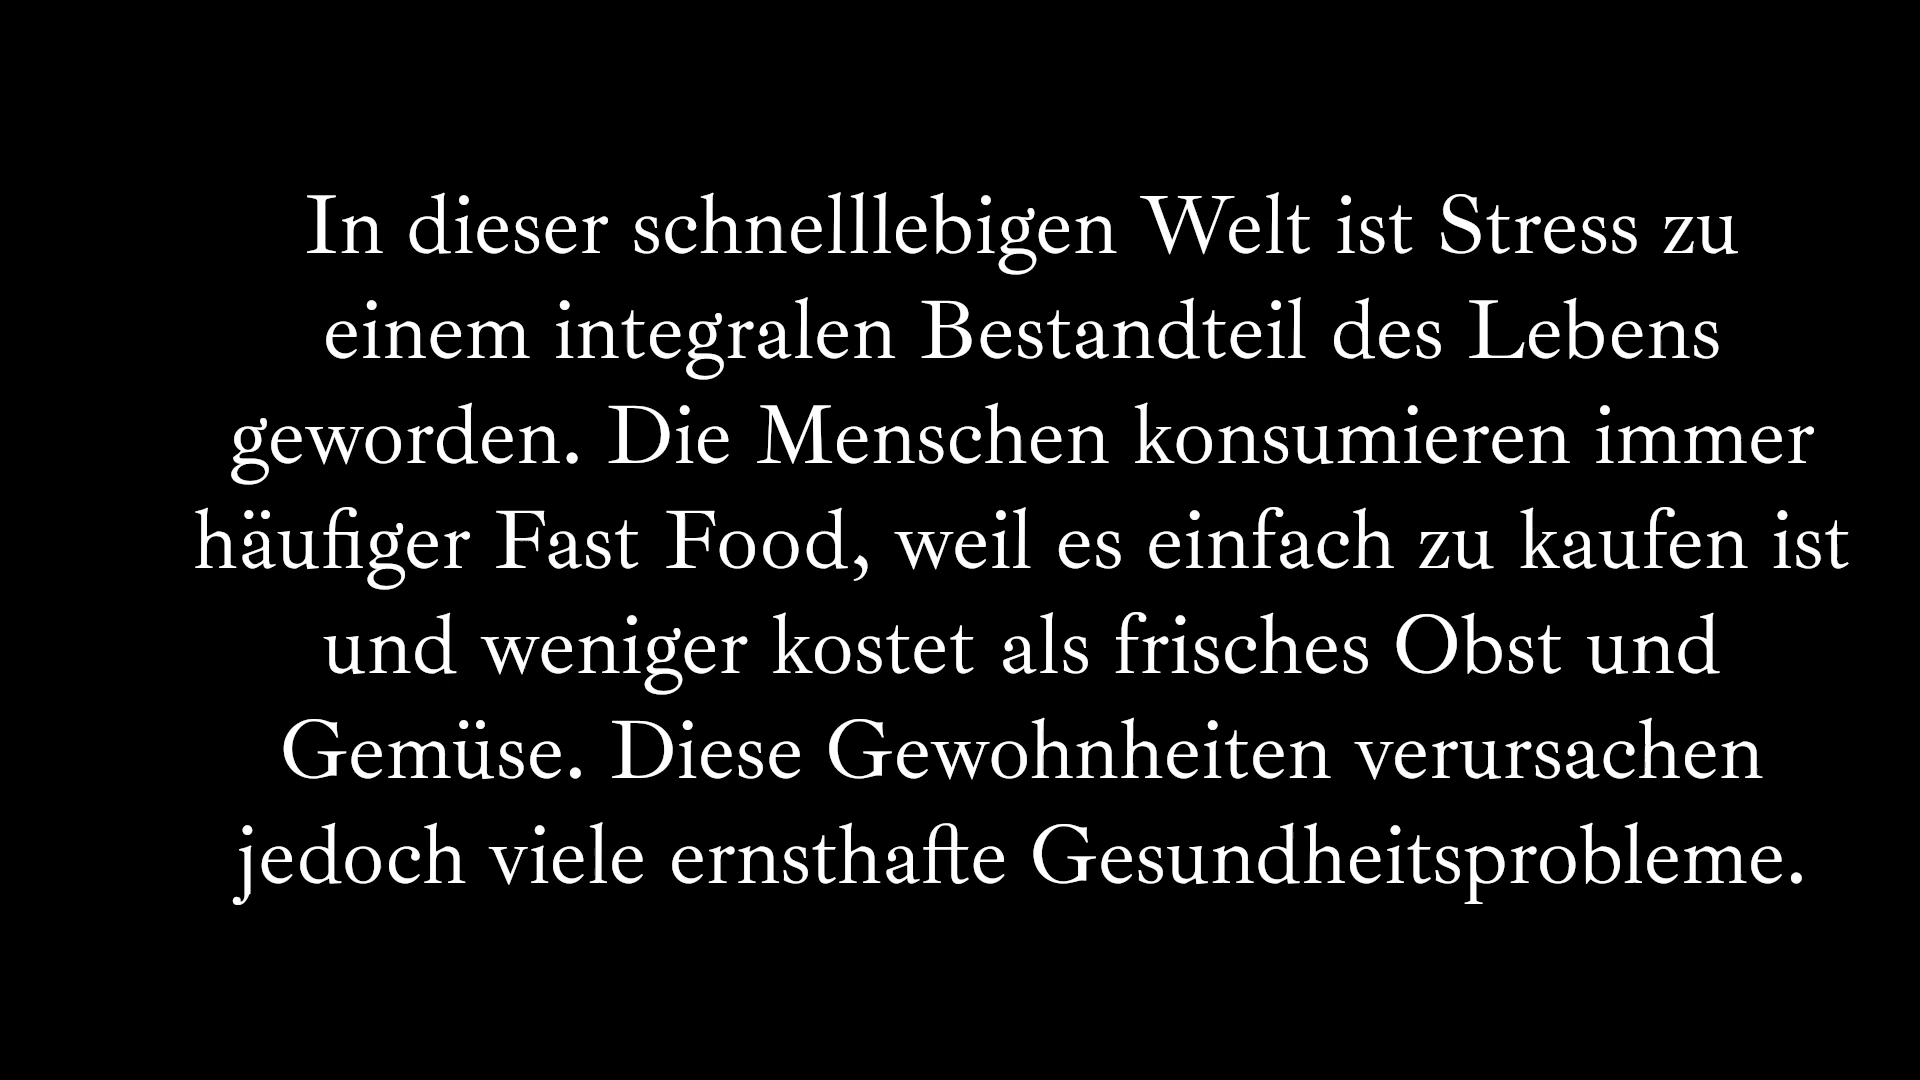 In dieser schnelllebigen Welt ist Stress zu
einem integralen Bestandteil des Lebens
geworden. Die Menschen konsumieren immer
häufiger Fast Food, weil es einfach zu kaufen ist
und weniger kostet als frisches Obst und
Gemüse. Diese Gewohnheiten verursachen
jedoch viele ernsthafte Gesundheitsprobleme.